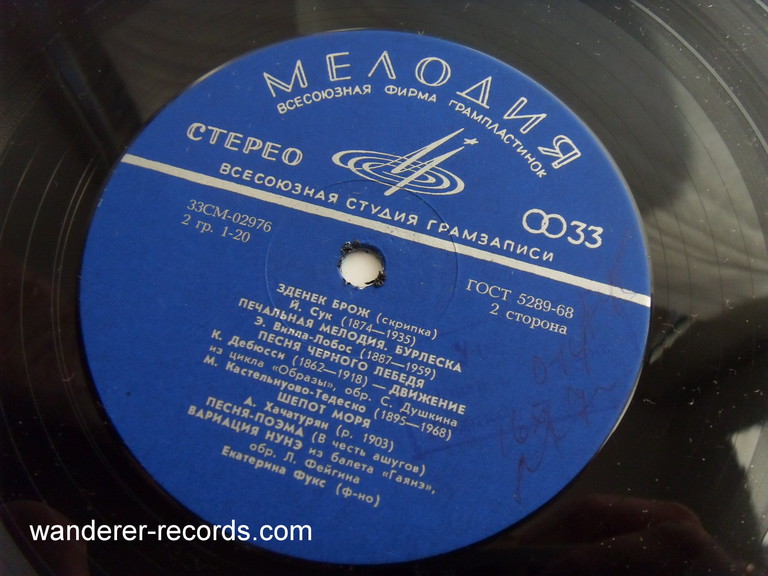 МЕЛОДИЯ
ВСЕСОЮЗНАЯ ФИРМА ГРАМПЛАСТИНОК
СТЕРЕО
ВСЕСОЮЗНАЯ СТУДИЯ ГРАМЗАПИСИ
33
33СМ-02976
2 гр. 1-20
ГОСТ 5289-68
2 сторона
ЗДЕНЕК БРОЖ (скрипка)
Й. Сук (1874—1935)
ПЕЧАЛЬНАЯ МЕЛОДИЯ. БУРЛЕСКА
Э. Вилла-Лобос (1887—1959)
ПЕСНЯ ЧЕРНОГО ЛЕБЕДЯ
К. Дебюсси (1862—1918) — ДВИЖЕНИЕ
из цикла «Образы», обр. С. Душкина
М. Кастельнуово-Тедеско (1895—1968)
ШЕПОТ МОРЯ
А. Хачатурян (р. 1903)
ПЕСНЯ-ПОЭМА (В честь ашугов)
ВАРИАЦИЯ НУНЭ из балета «Гаянэ»,
обр. Л. Фейгина
Екатерина Фукс (ф-но)
wanderer-records.com